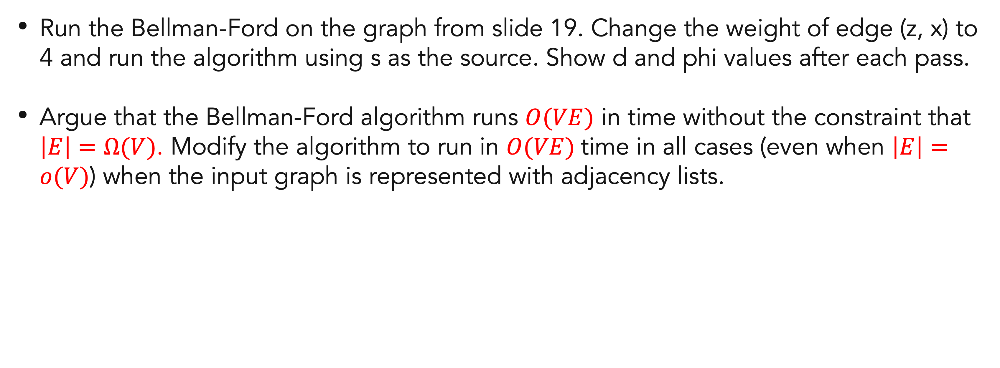 • Run the Bellman-Ford on the graph from slide 19. Change the weight of edge (z, x) to
4 and run the algorithm using s as the source. Show d and phi values after each pass.
• Argue that the Bellman-Ford algorithm runs O(VE) in time without the constraint that
|E| = Ω(V). Modify the algorithm to run in O(VE) time in all cases (even when |E| =
o(V)) when the input graph is represented with adjacency lists.